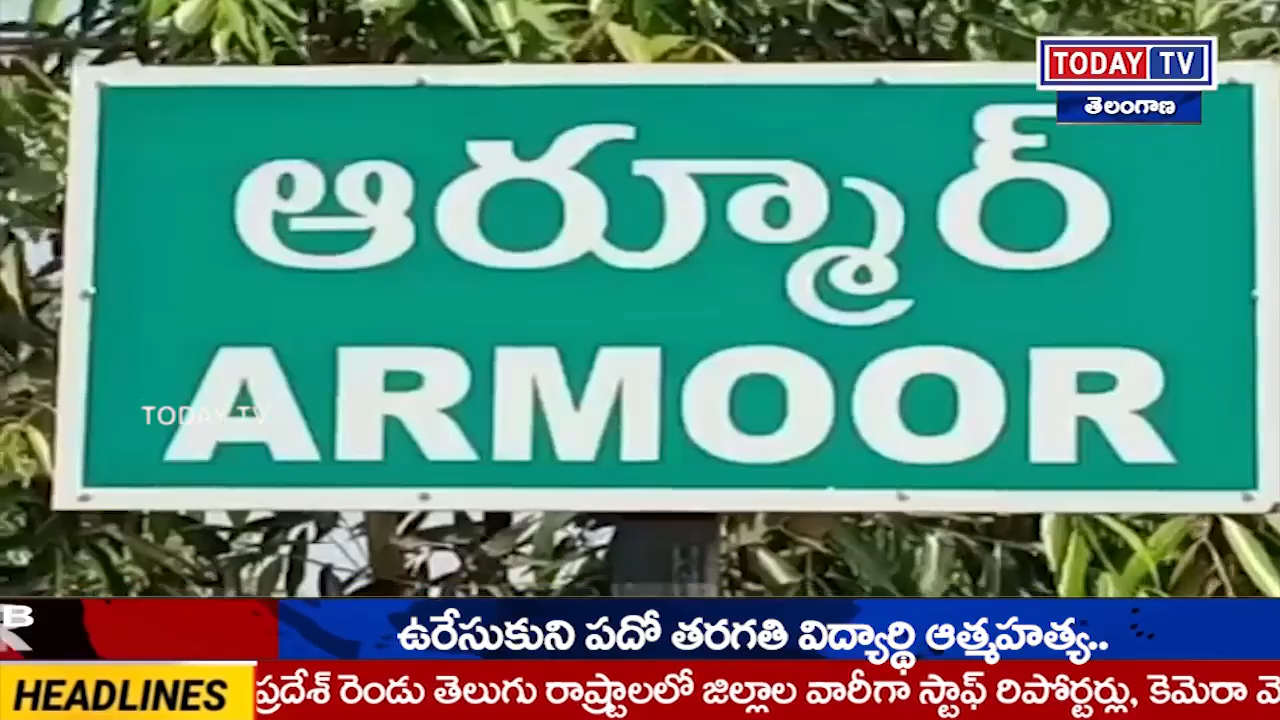 TODAY TV
తెలంగాణ
ఆర్మూర్
ARMOOR
TODAY TV
ఉరేసుకుని పదో తరగతి విద్యార్థి ఆత్మహత్య..
HEADLINES
ప్రదేశ్ రెండు తెలుగు రాష్ట్రాలలో జిల్లాల వారీగా స్టాఫ్ రిపోర్టర్లు, కెమెరా